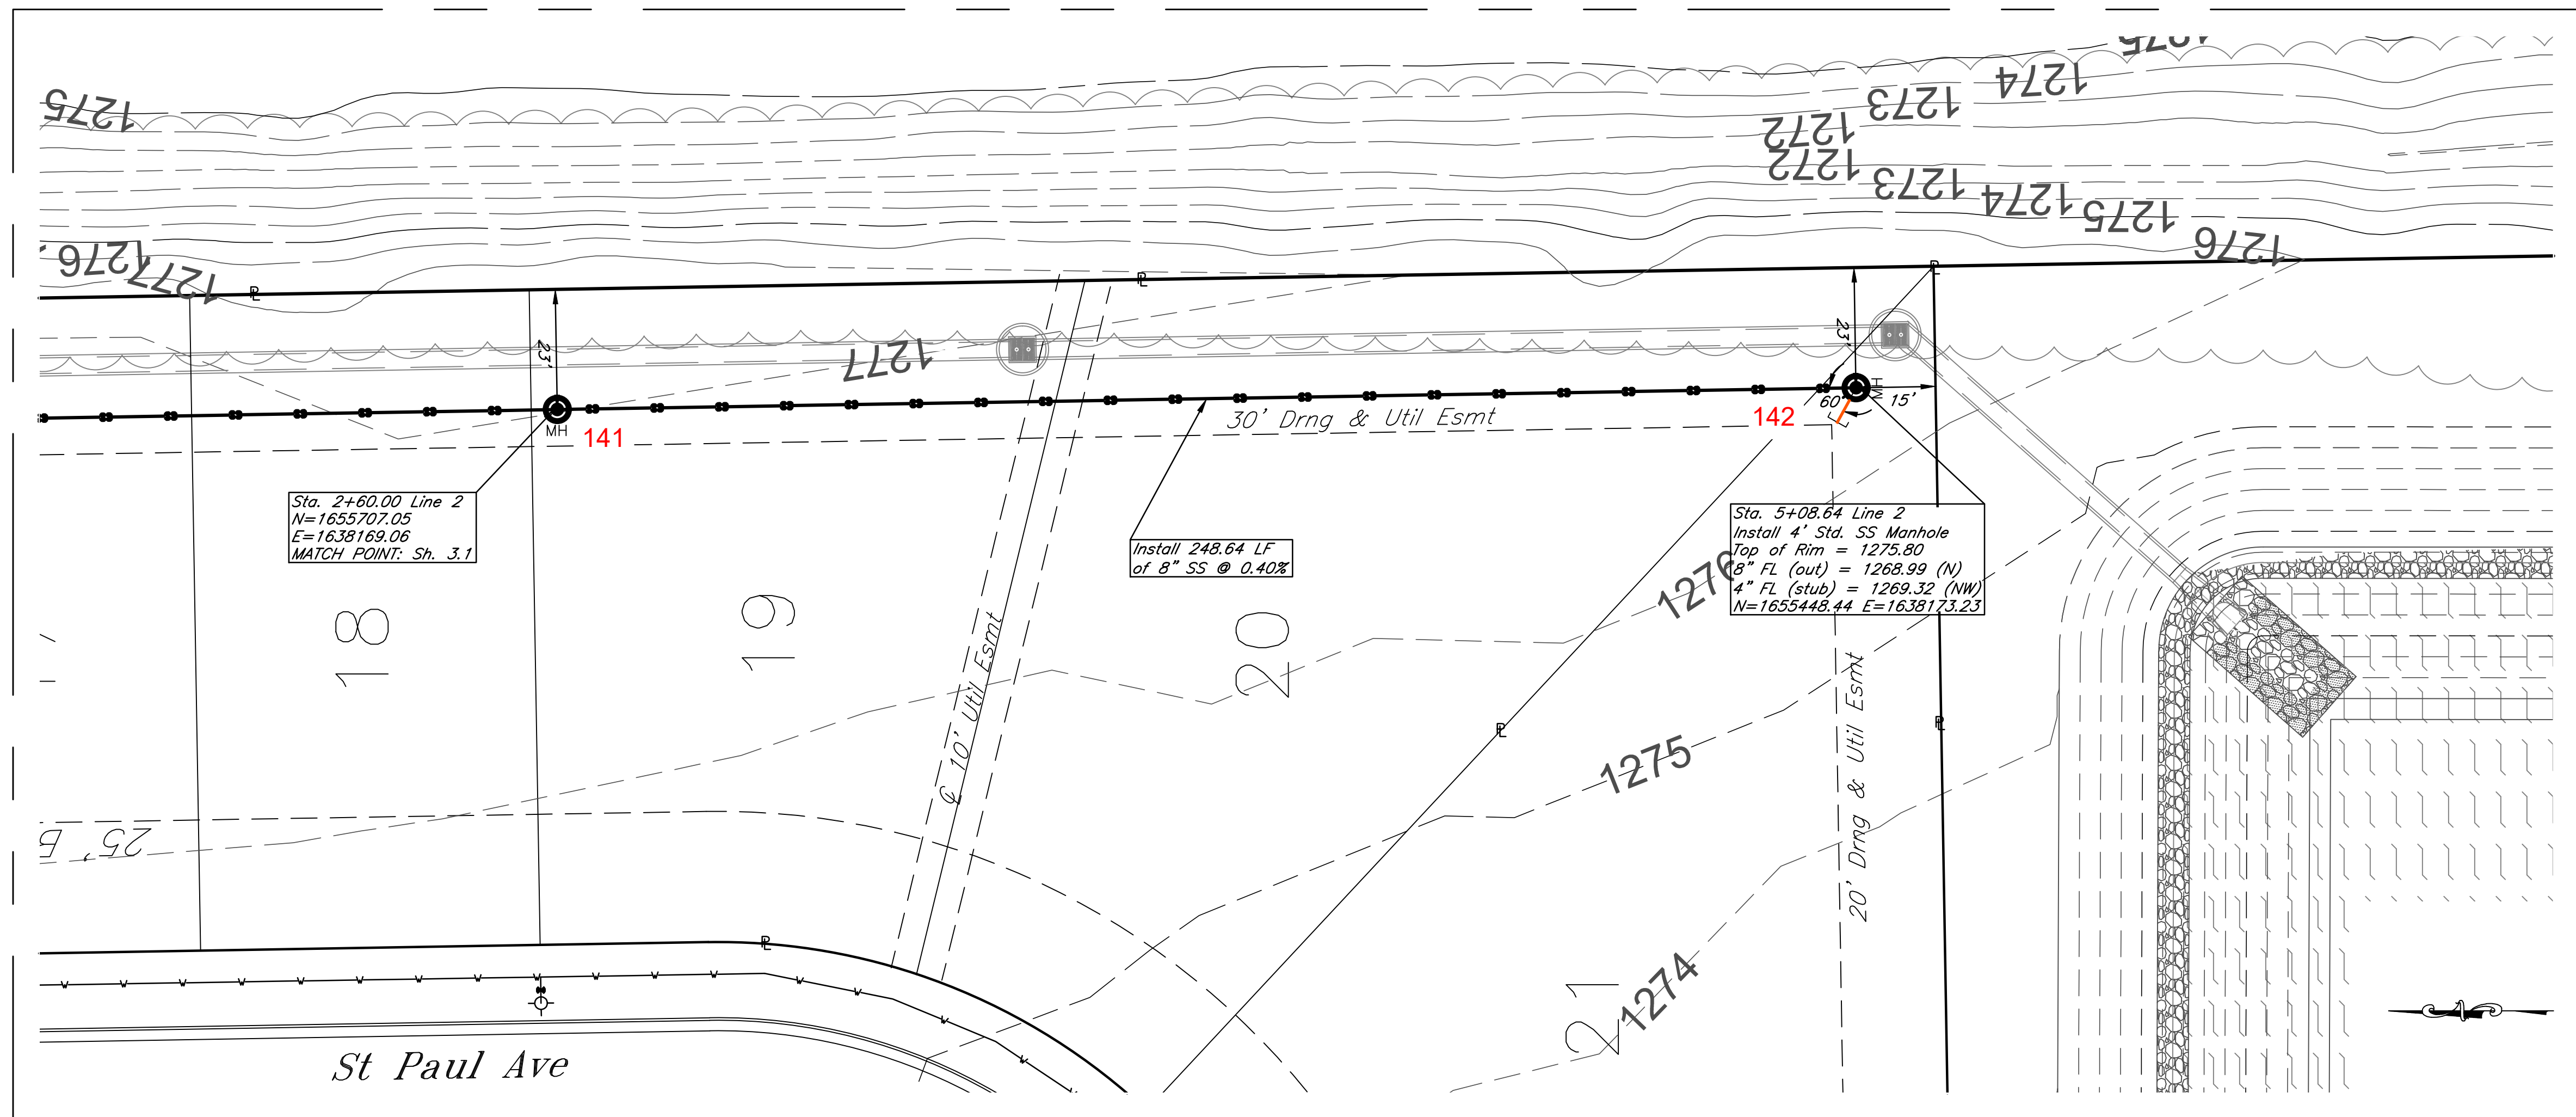 1275
1274
1273
1272
1275
1272
1273
1274
1275
1276
1276
1277
23'
23'
1277
MH
141
30' Drng & Util Esmt
142
60°
15'
MH
Sta. 2+60.00 Line 2
N=1655707.05
E=1638169.06
MATCH POINT: Sh. 3.1
Install 248.64 LF
of 8" SS @ 0.40%
Sta. 5+08.64 Line 2
Install 4' Std. SS Manhole
Top of Rim = 1275.80
8" FL (out) = 1268.99 (N)
4" FL (stub) = 1269.32 (NW)
N=1655448.44 E=1638173.23
1276
18
19
20
℄ 10' Util Esmt
20' Drng & Util Esmt
1275
25' B
21
1274
St Paul Ave